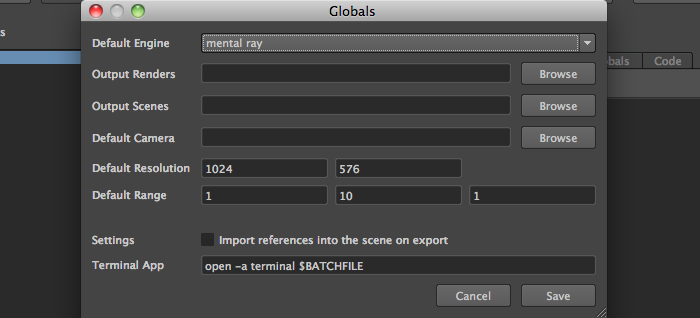 Globals
s
Default Engine mental ray
Output Renders Browse
bals Code
Output Scenes Browse
Default Camera Browse
Default Resolution 1024 576
Default Range 1 10 1
Settings Import references into the scene on export
Terminal App open -a terminal $BATCHFILE
Cancel Save